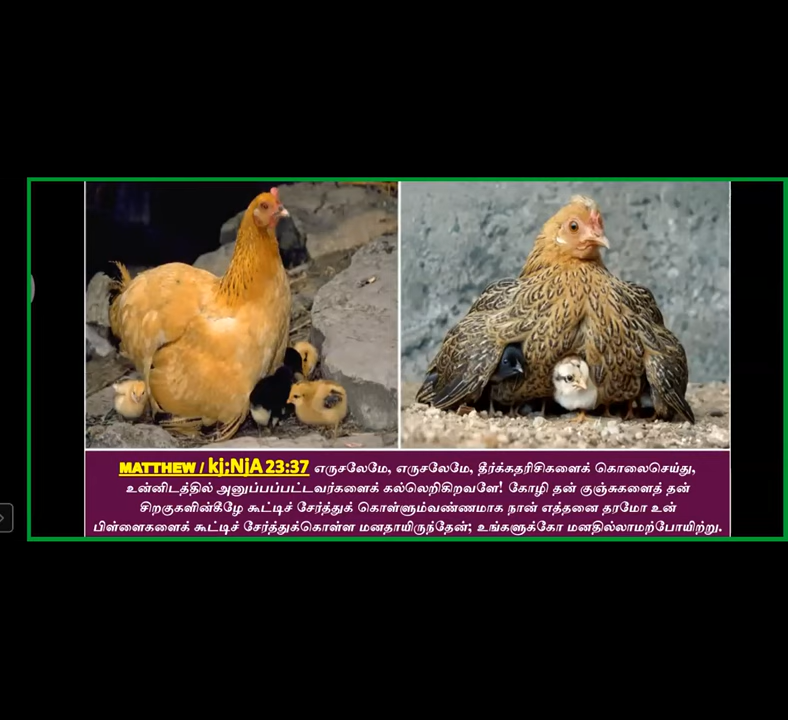 MATTHEW / kj;NjA 23:37 எருசலேமே, எருசலேமே, தீர்க்கதரிசிகளைக் கொலைசெய்து,
உன்னிடத்தில் அனுப்பப்பட்டவர்களைக் கல்லெறிகிறவளே! கோழி தன் குஞ்சுகளைத் தன்
சிறகுகளின்கீழே கூட்டிச் சேர்த்துக் கொள்ளும்வண்ணமாக நான் எத்தனை தரமோ உன்
பிள்ளைகளைக் கூட்டிச் சேர்த்துக்கொள்ள மனதாயிருந்தேன்; உங்களுக்கோ மனதில்லாமற்போயிற்று.